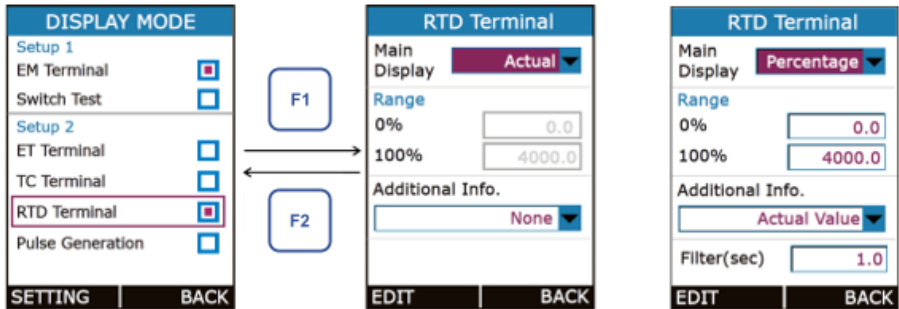 DISPLAY MODE
Setup 1
EM Terminal
Switch Test
Setup 2
ET Terminal
TC Terminal
RTD Terminal
Pulse Generation
SETTING BACK
F1
F2
RTD Terminal
Main
Display Actual
Range
0% 0.0
100% 4000.0
Additional Info.
None
EDIT BACK
RTD Terminal
Main
Display Percentage
Range
0% 0.0
100% 4000.0
Additional Info.
Actual Value
Filter(sec) 1.0
EDIT BACK